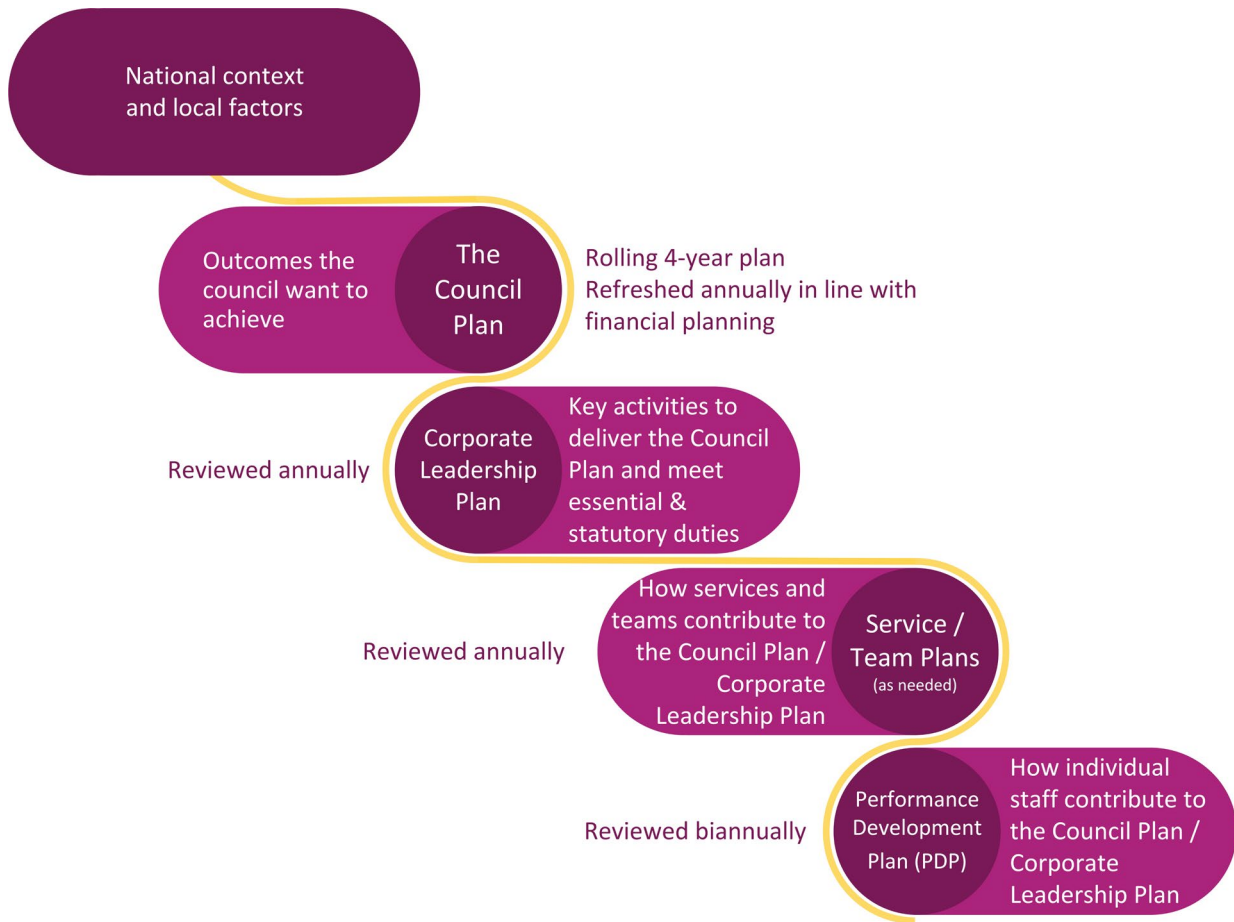 National context
and local factors
Outcomes the
council want to
achieve
The
Council
Plan
Rolling 4-year plan
Refreshed annually in line with
financial planning
Reviewed annually
Corporate
Leadership
Plan
Key activities to
deliver the Council
Plan and meet
essential &
statutory duties
Reviewed annually
How services and
teams contribute to
the Council Plan /
Corporate
Leadership Plan
Service /
Team Plans
(as needed)
Reviewed biannually
Performance
Development
Plan (PDP)
How individual
staff contribute to
the Council Plan /
Corporate
Leadership Plan